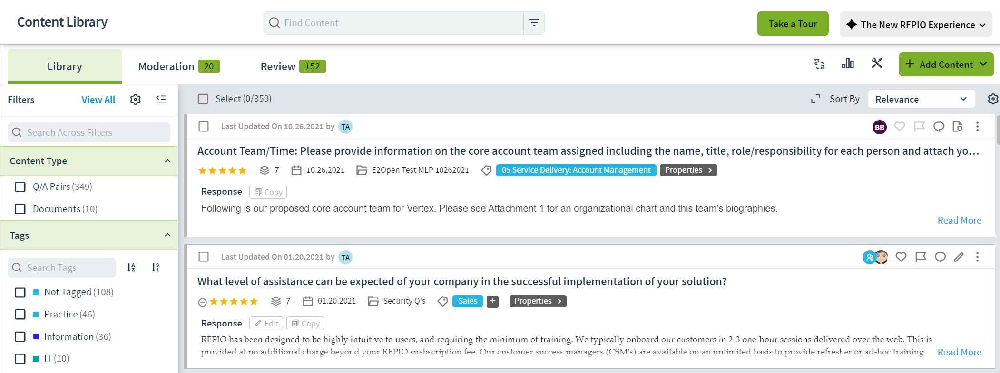 Content Library
Find Content
Take a Tour
The New RFPIO Experience
Library
Moderation 20
Review 152
Add Content
Filters
View All
Select (0/359)
Sort By
Relevance
Search Across Filters
Content Type
Q/A Pairs (349)
Documents (10)
Tags
Search Tags
Not Tagged (108)
Practice (46)
Information (36)
IT (10)
Last Updated On 10.26.2021 by TA
BB
Account Team/Time: Please provide information on the core account team assigned including the name, title, role/responsibility for each person and attach yo...
7 10.26.2021 E2Open Test MLP 10262021 05 Service Delivery: Account Management Properties >
Response Copy
Following is our proposed core account team for Vertex. Please see Attachment 1 for an organizational chart and this team’s biographies.
Read More
Last Updated On 01.20.2021 by TA
What level of assistance can be expected of your company in the successful implementation of your solution?
7 01.20.2021 Security Q's Sales + Properties >
Response Edit Copy
RFPIO has been designed to be highly intuitive to users, and requiring the minimum of training. We typically onboard our customers in 2-3 one-hour sessions delivered over the web. This is
provided at no additional charge beyond your RFPIO susbscription fee. Our customer success managers (CSM's) are available on an unlimited basis to provide refresher or ad-hoc training
Read More